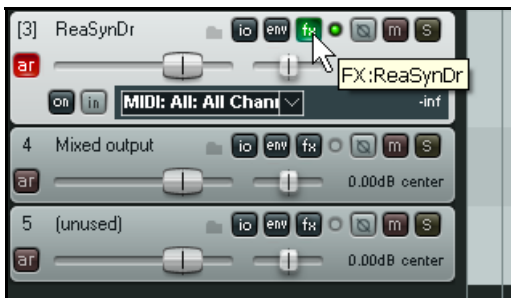 [3] ReaSynDr io env fx m s
ar FX:ReaSynDr
on in MIDI: All: All Chann -inf
4 Mixed output io env fx m s
ar 0.00dB center
5 (unused) io env fx m s
ar 0.00dB center